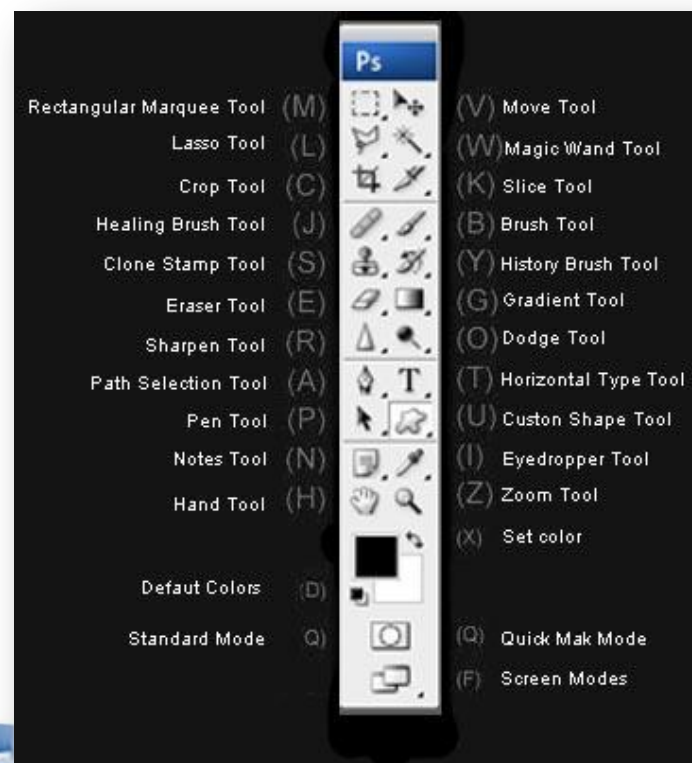 Ps
Rectangular Marquee Tool (M) (V) Move Tool
Lasso Tool (L) (W) Magic Wand Tool
Crop Tool (C) (K) Slice Tool
Healing Brush Tool (J) (B) Brush Tool
Clone Stamp Tool (S) (Y) History Brush Tool
Eraser Tool (E) (G) Gradient Tool
Sharpen Tool (R) (O) Dodge Tool
Path Selection Tool (A) T (T) Horizontal Type Tool
Pen Tool (P) (U) Custon Shape Tool
Notes Tool (N) (I) Eyedropper Tool
Hand Tool (H) (Z) Zoom Tool
(X) Set color
Defaut Colors (D)
Standard Mode Q) (Q) Quick Mak Mode
(F) Screen Modes